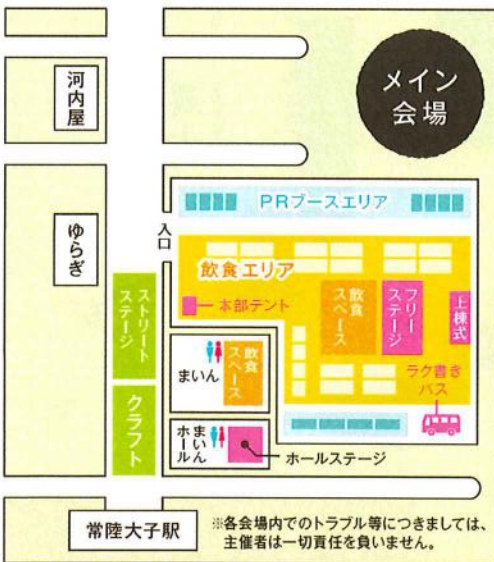 メイン
会場
河内屋
PRブースエリア
入口
ゆらぎ
飲食エリア
本部テント
飲食
スペース
フリー
ステージ
上棟式
ストリート
ステージ
まいん
飲食
スペース
ラク書き
バス
クラフト
まいん
ホール
ホールステージ
常陸大子駅
※各会場内でのトラブル等につきましては、
主催者は一切責任を負いません。